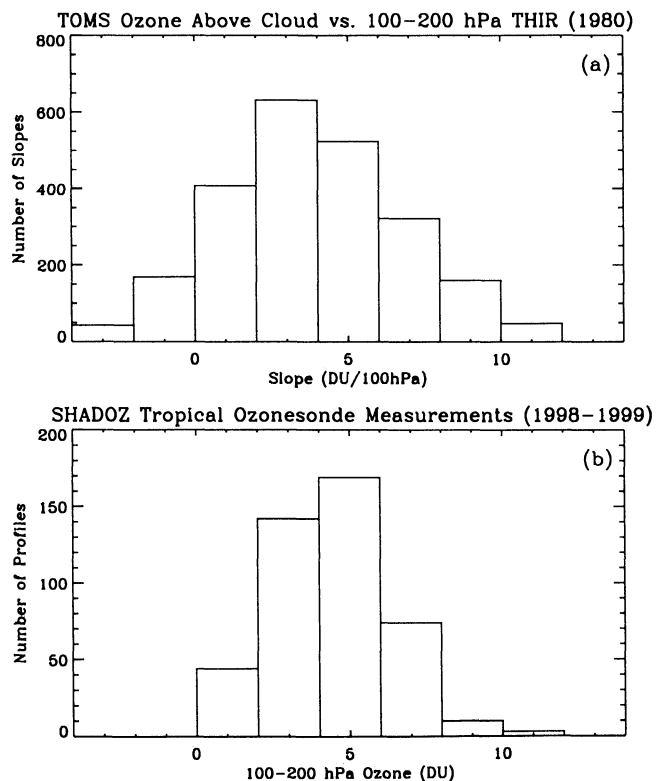 TOMS Ozone Above Cloud vs. 100-200 hPa THIR (1980)
(a)
800
600
400
200
0
Number of Slopes
0 5 10
Slope (DU/100hPa)
SHADOZ Tropical Ozonesonde Measurements (1998-1999)
(b)
200
150
100
50
0
Number of Profiles
0 5 10
100-200 hPa Ozone (DU)